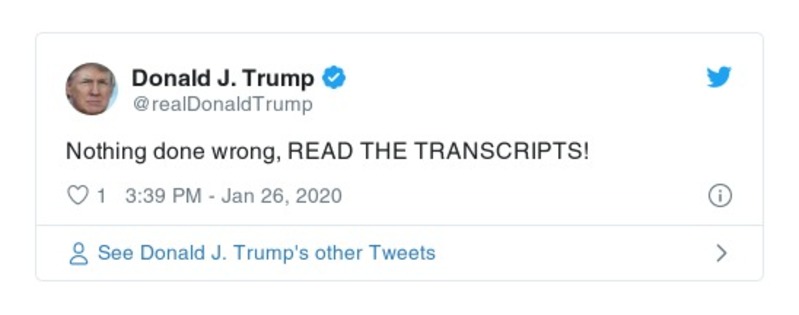 Donald J. Trump
@realDonaldTrump
Nothing done wrong, READ THE TRANSCRIPTS!
1 3:39 PM - Jan 26, 2020
See Donald J. Trump's other Tweets